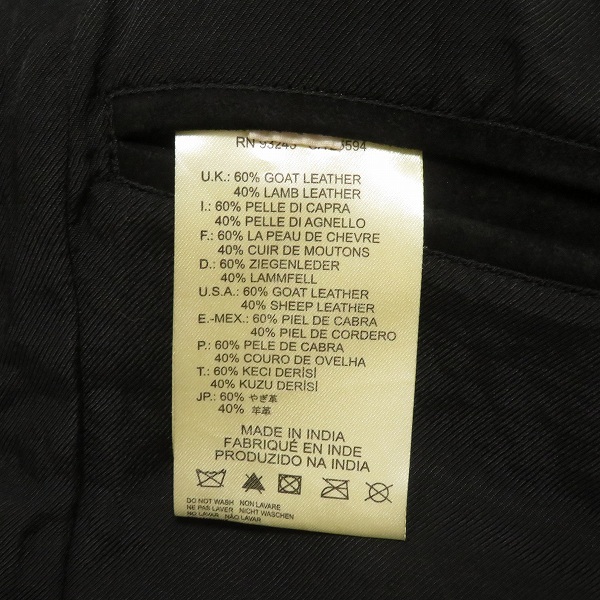 RN 93243
U.K.: 60% GOAT LEATHER
40% LAMB LEATHER
I.: 60% PELLE DI CAPRA
40% PELLE DI AGNELLO
F.: 60% LA PEAU DE CHEVRE
40% CUIR DE MOUTONS
D.: 60% ZIEGENLEDER
40% LAMMFELL
U.S.A.: 60% GOAT LEATHER
40% SHEEP LEATHER
E.-MEX.: 60% PIEL DE CABRA
40% PIEL DE CORDERO
P.: 60% PELE DE CABRA
40% COURO DE OVELHA
T.: 60% KECI DERİSİ
40% KUZU DERİSİ
JP.: 60% やぎ革
40% 羊革
MADE IN INDIA
FABRIQUÉ EN INDE
PRODUZIDO NA INDIA
DO NOT WASH NON LAVARE
NE PAS LAVER NICHT WASCHEN
NO LAVAR NÃO LAVAR